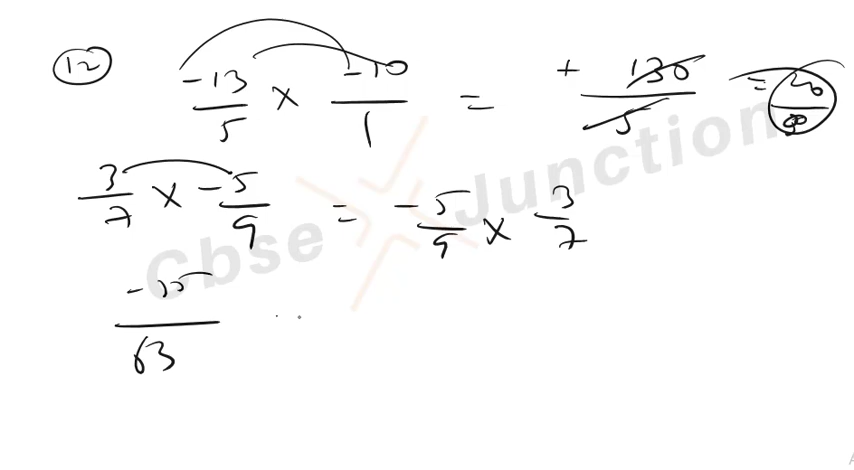 12
-13/5 × -10/1 = + 130/5 =
3/7 × -5/9 = -5/9 × 3/7
-15/63
Cbse Junction